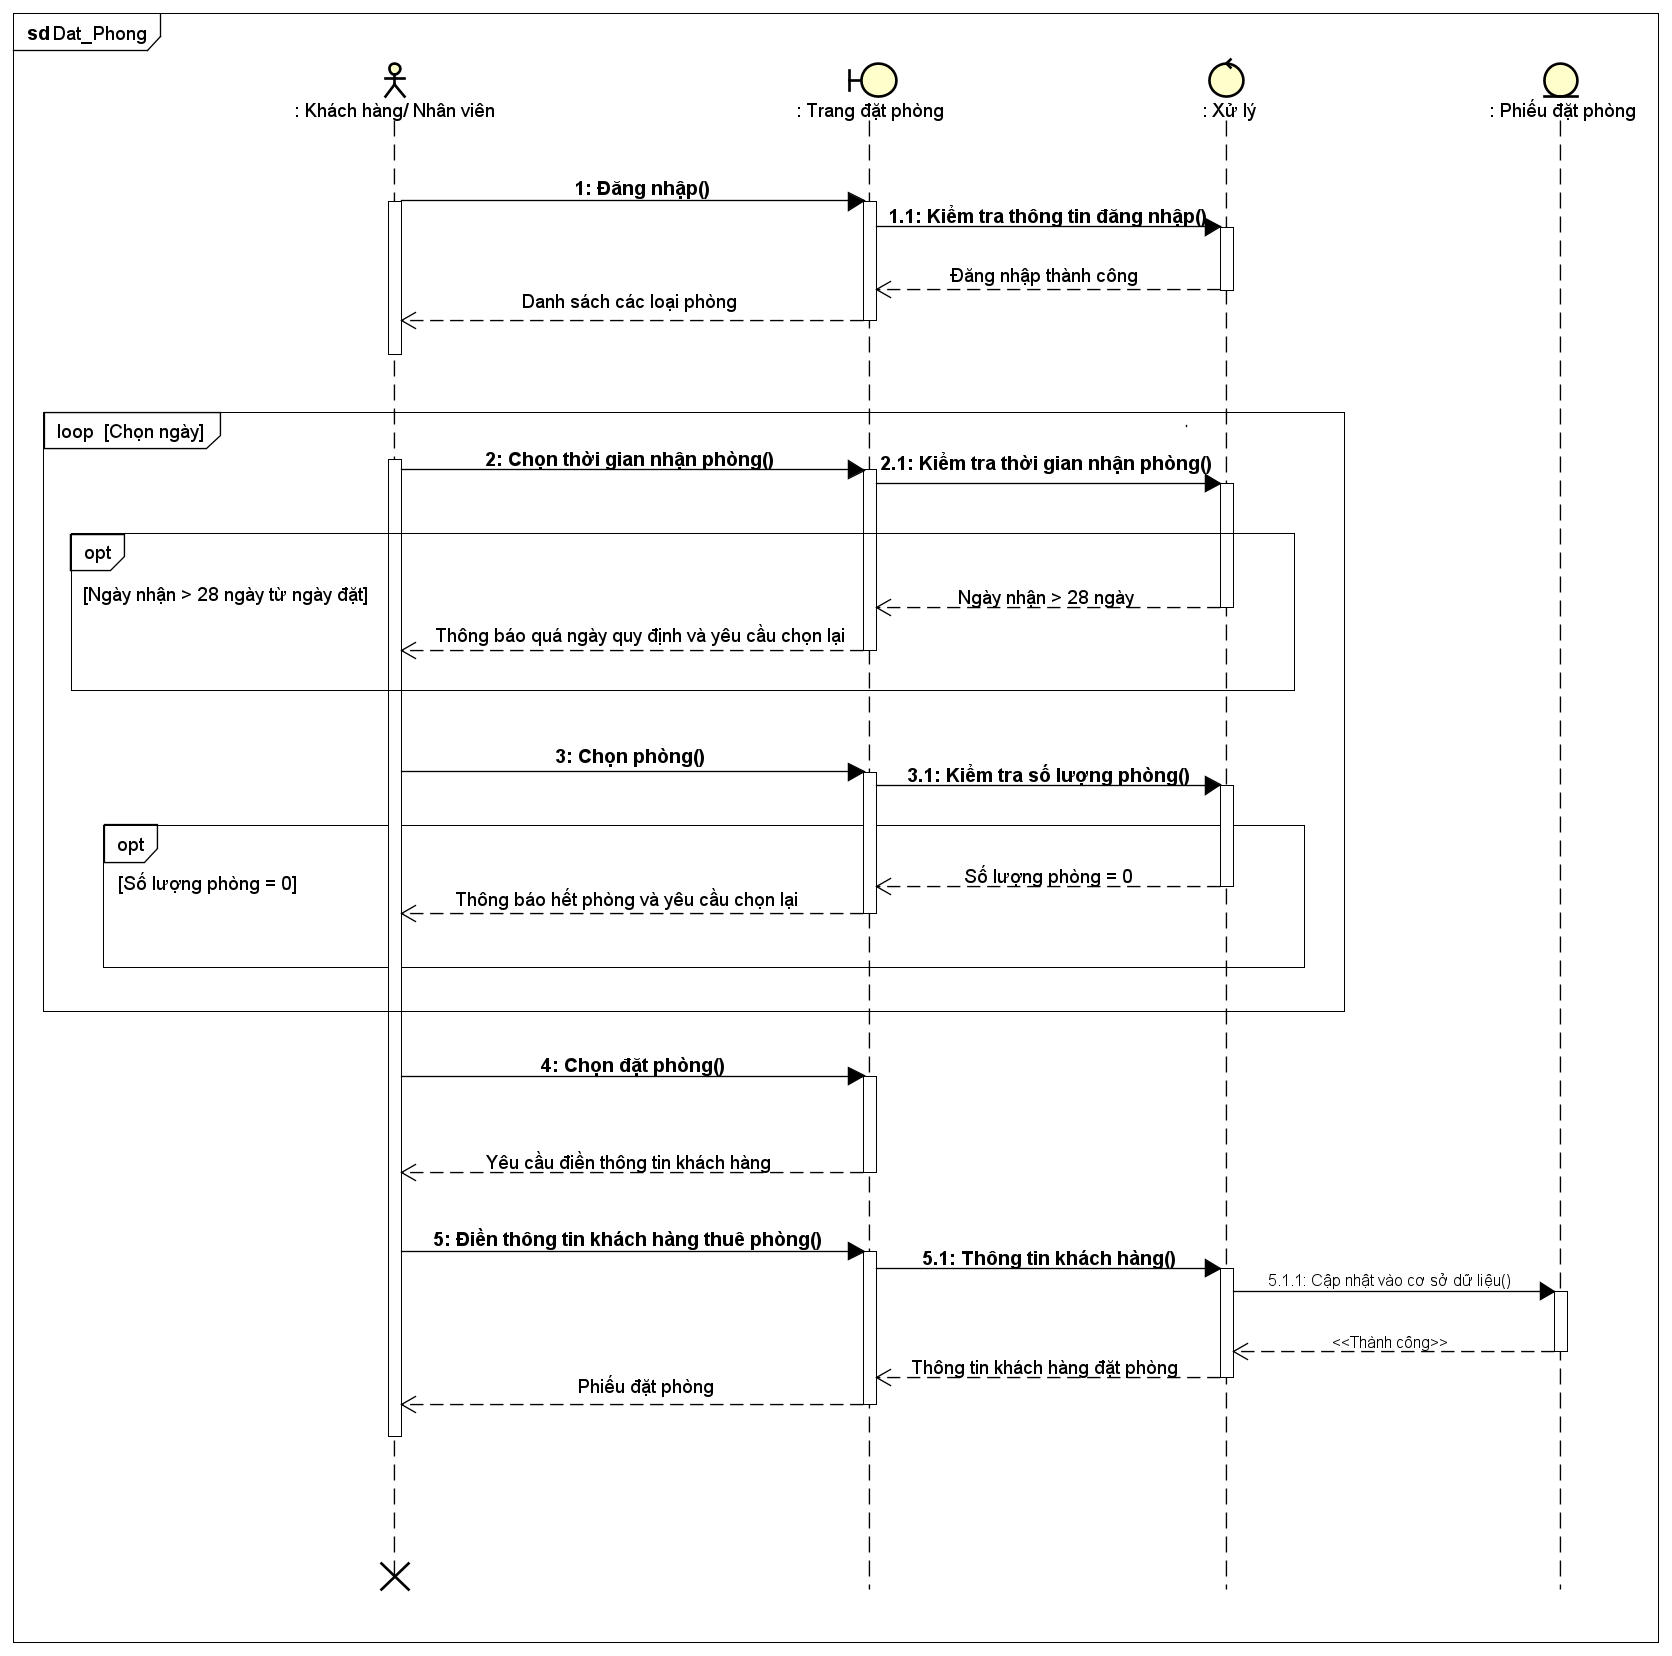 sd Dat_Phong
: Khách hàng/ Nhân viên
: Trang đặt phòng
: Xử lý
: Phiếu đặt phòng
1: Đăng nhập()
1.1: Kiểm tra thông tin đăng nhập()
Đăng nhập thành công
Danh sách các loại phòng
loop [Chọn ngày]
2: Chọn thời gian nhận phòng()
2.1: Kiểm tra thời gian nhận phòng()
opt
[Ngày nhận > 28 ngày từ ngày đặt]
Ngày nhận > 28 ngày
Thông báo quá ngày quy định và yêu cầu chọn lại
3: Chọn phòng()
3.1: Kiểm tra số lượng phòng()
opt
[Số lượng phòng = 0]
Số lượng phòng = 0
Thông báo hết phòng và yêu cầu chọn lại
4: Chọn đặt phòng()
Yêu cầu điền thông tin khách hàng
5: Điền thông tin khách hàng thuê phòng()
5.1: Thông tin khách hàng()
5.1.1: Cập nhật vào cơ sở dữ liệu()
<<Thành công>>
Thông tin khách hàng đặt phòng
Phiếu đặt phòng